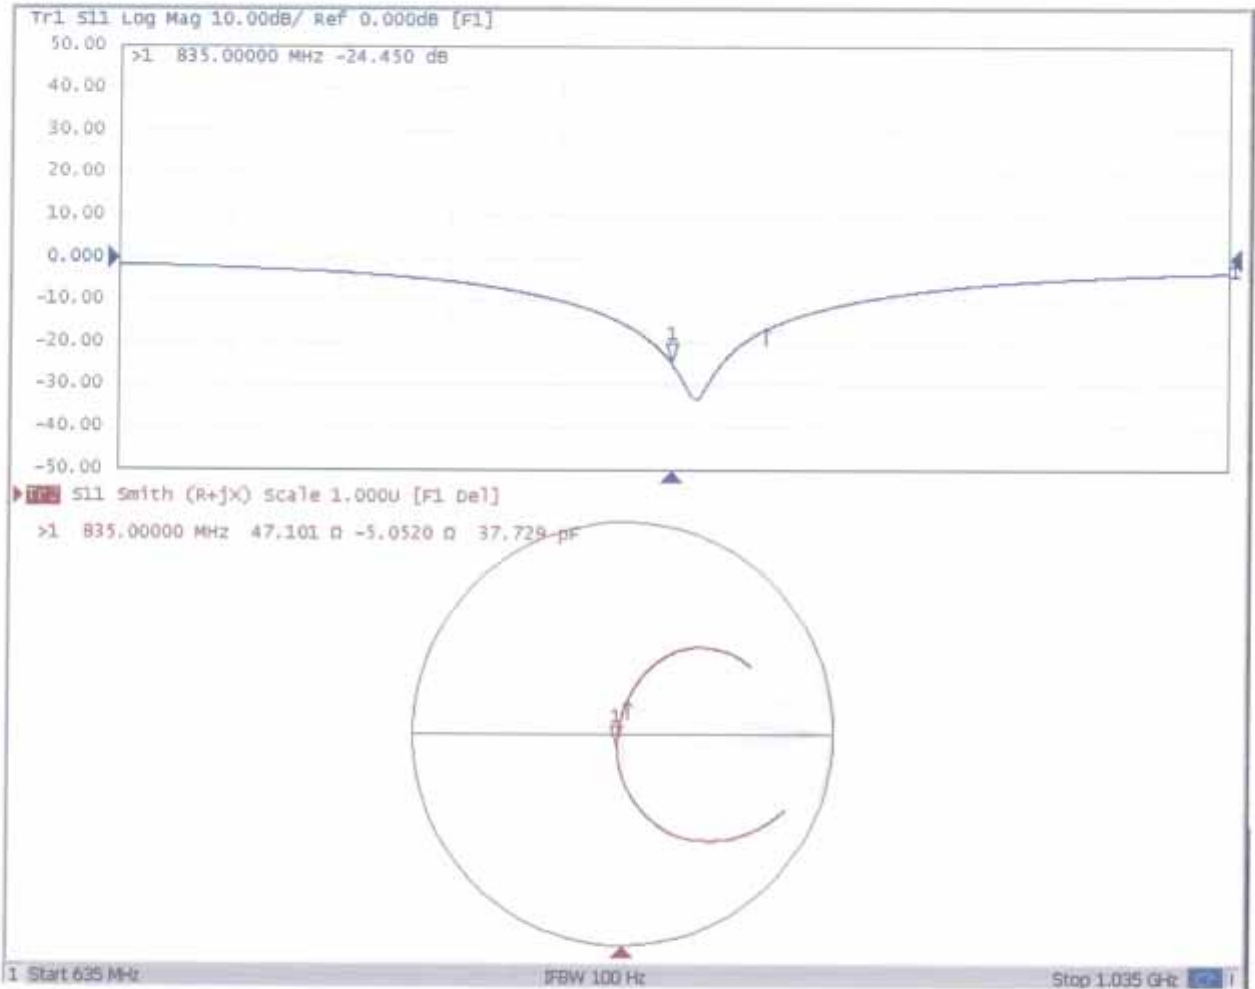 Tr1 S11 Log Mag 10.00dB/ Ref 0.000dB [F1]
50.00
>1 835.00000 MHz -24.450 dB
40.00
30.00
20.00
10.00
0.000
-10.00
-20.00
1
-30.00
-40.00
-50.00
Tr2 S11 Smith (R+jX) Scale 1.000U [F1 Del]
>1 835.00000 MHz 47.101 Ω -5.0520 Ω 37.729 pF
1
1 Start 635 MHz IFBW 100 Hz Stop 1.035 GHz